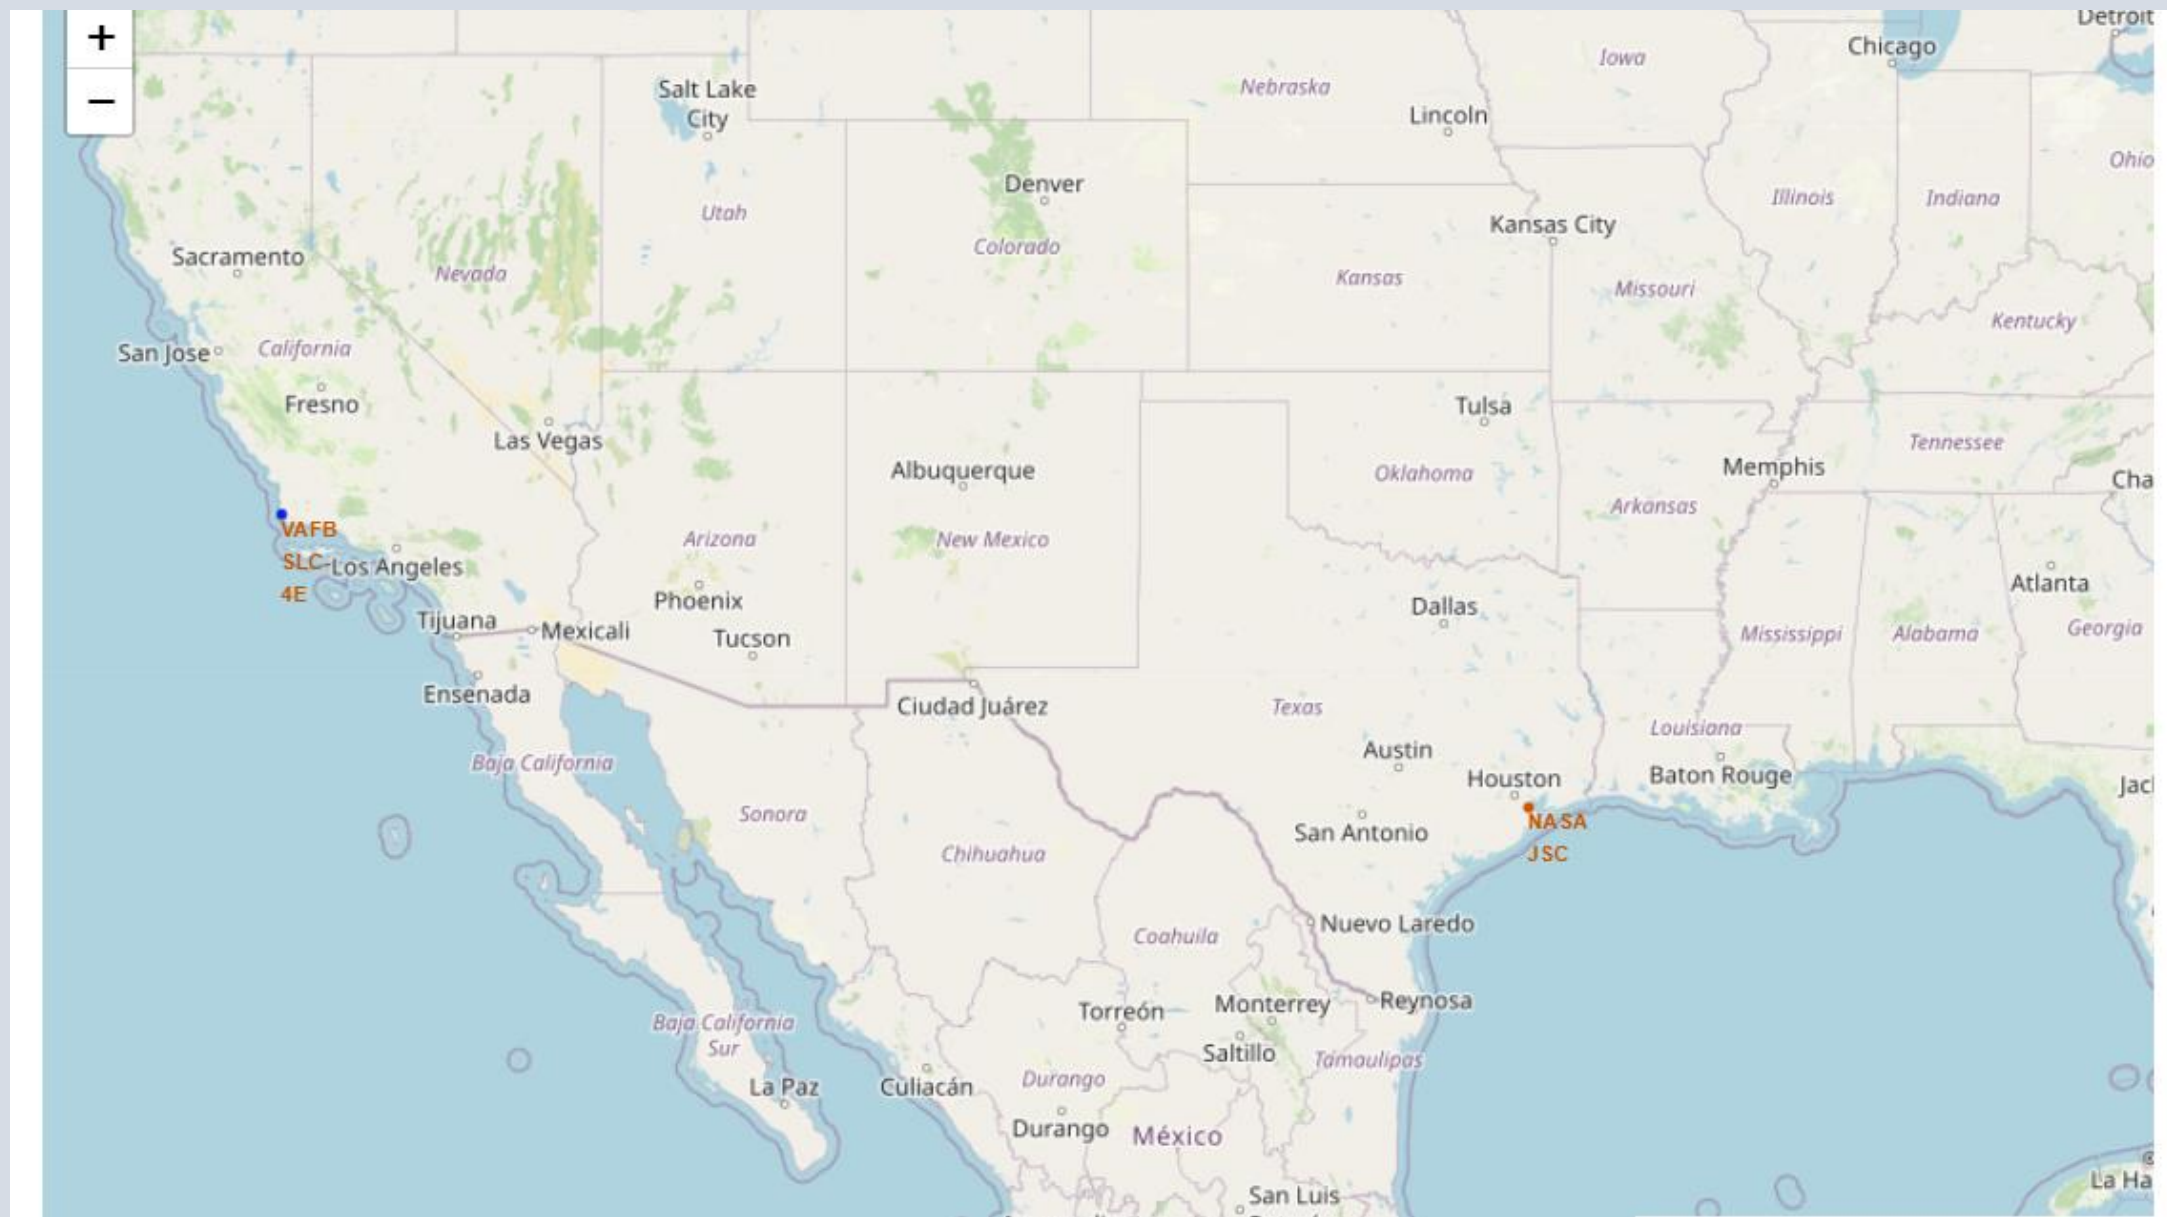 +
−
Detroit
Chicago
Iowa
Salt Lake
City
Nebraska
Lincoln
Ohio
Denver
Utah
Illinois
Indiana
Kansas City
Colorado
Sacramento
Nevada
Kansas
Missouri
Kentucky
San Jose
California
Fresno
Tulsa
Las Vegas
Tennessee
Albuquerque
Oklahoma
Memphis
Cha
Arkansas
VAFB
SLC-
4E
Los Angeles
Arizona
New Mexico
Atlanta
Phoenix
Dallas
Tijuana
Mexicali
Tucson
Mississippi
Alabama
Georgia
Ensenada
Ciudad Juárez
Texas
Louisiana
Austin
Baja California
Houston
Baton Rouge
Jac
Sonora
San Antonio
NASA
JSC
Chihuahua
Nuevo Laredo
Coahuila
Torreón
Monterrey
Reynosa
Baja California
Sur
Saltillo
Tamaulipas
La Paz
Culiacán
Durango
Durango
México
La Ha
San Luis